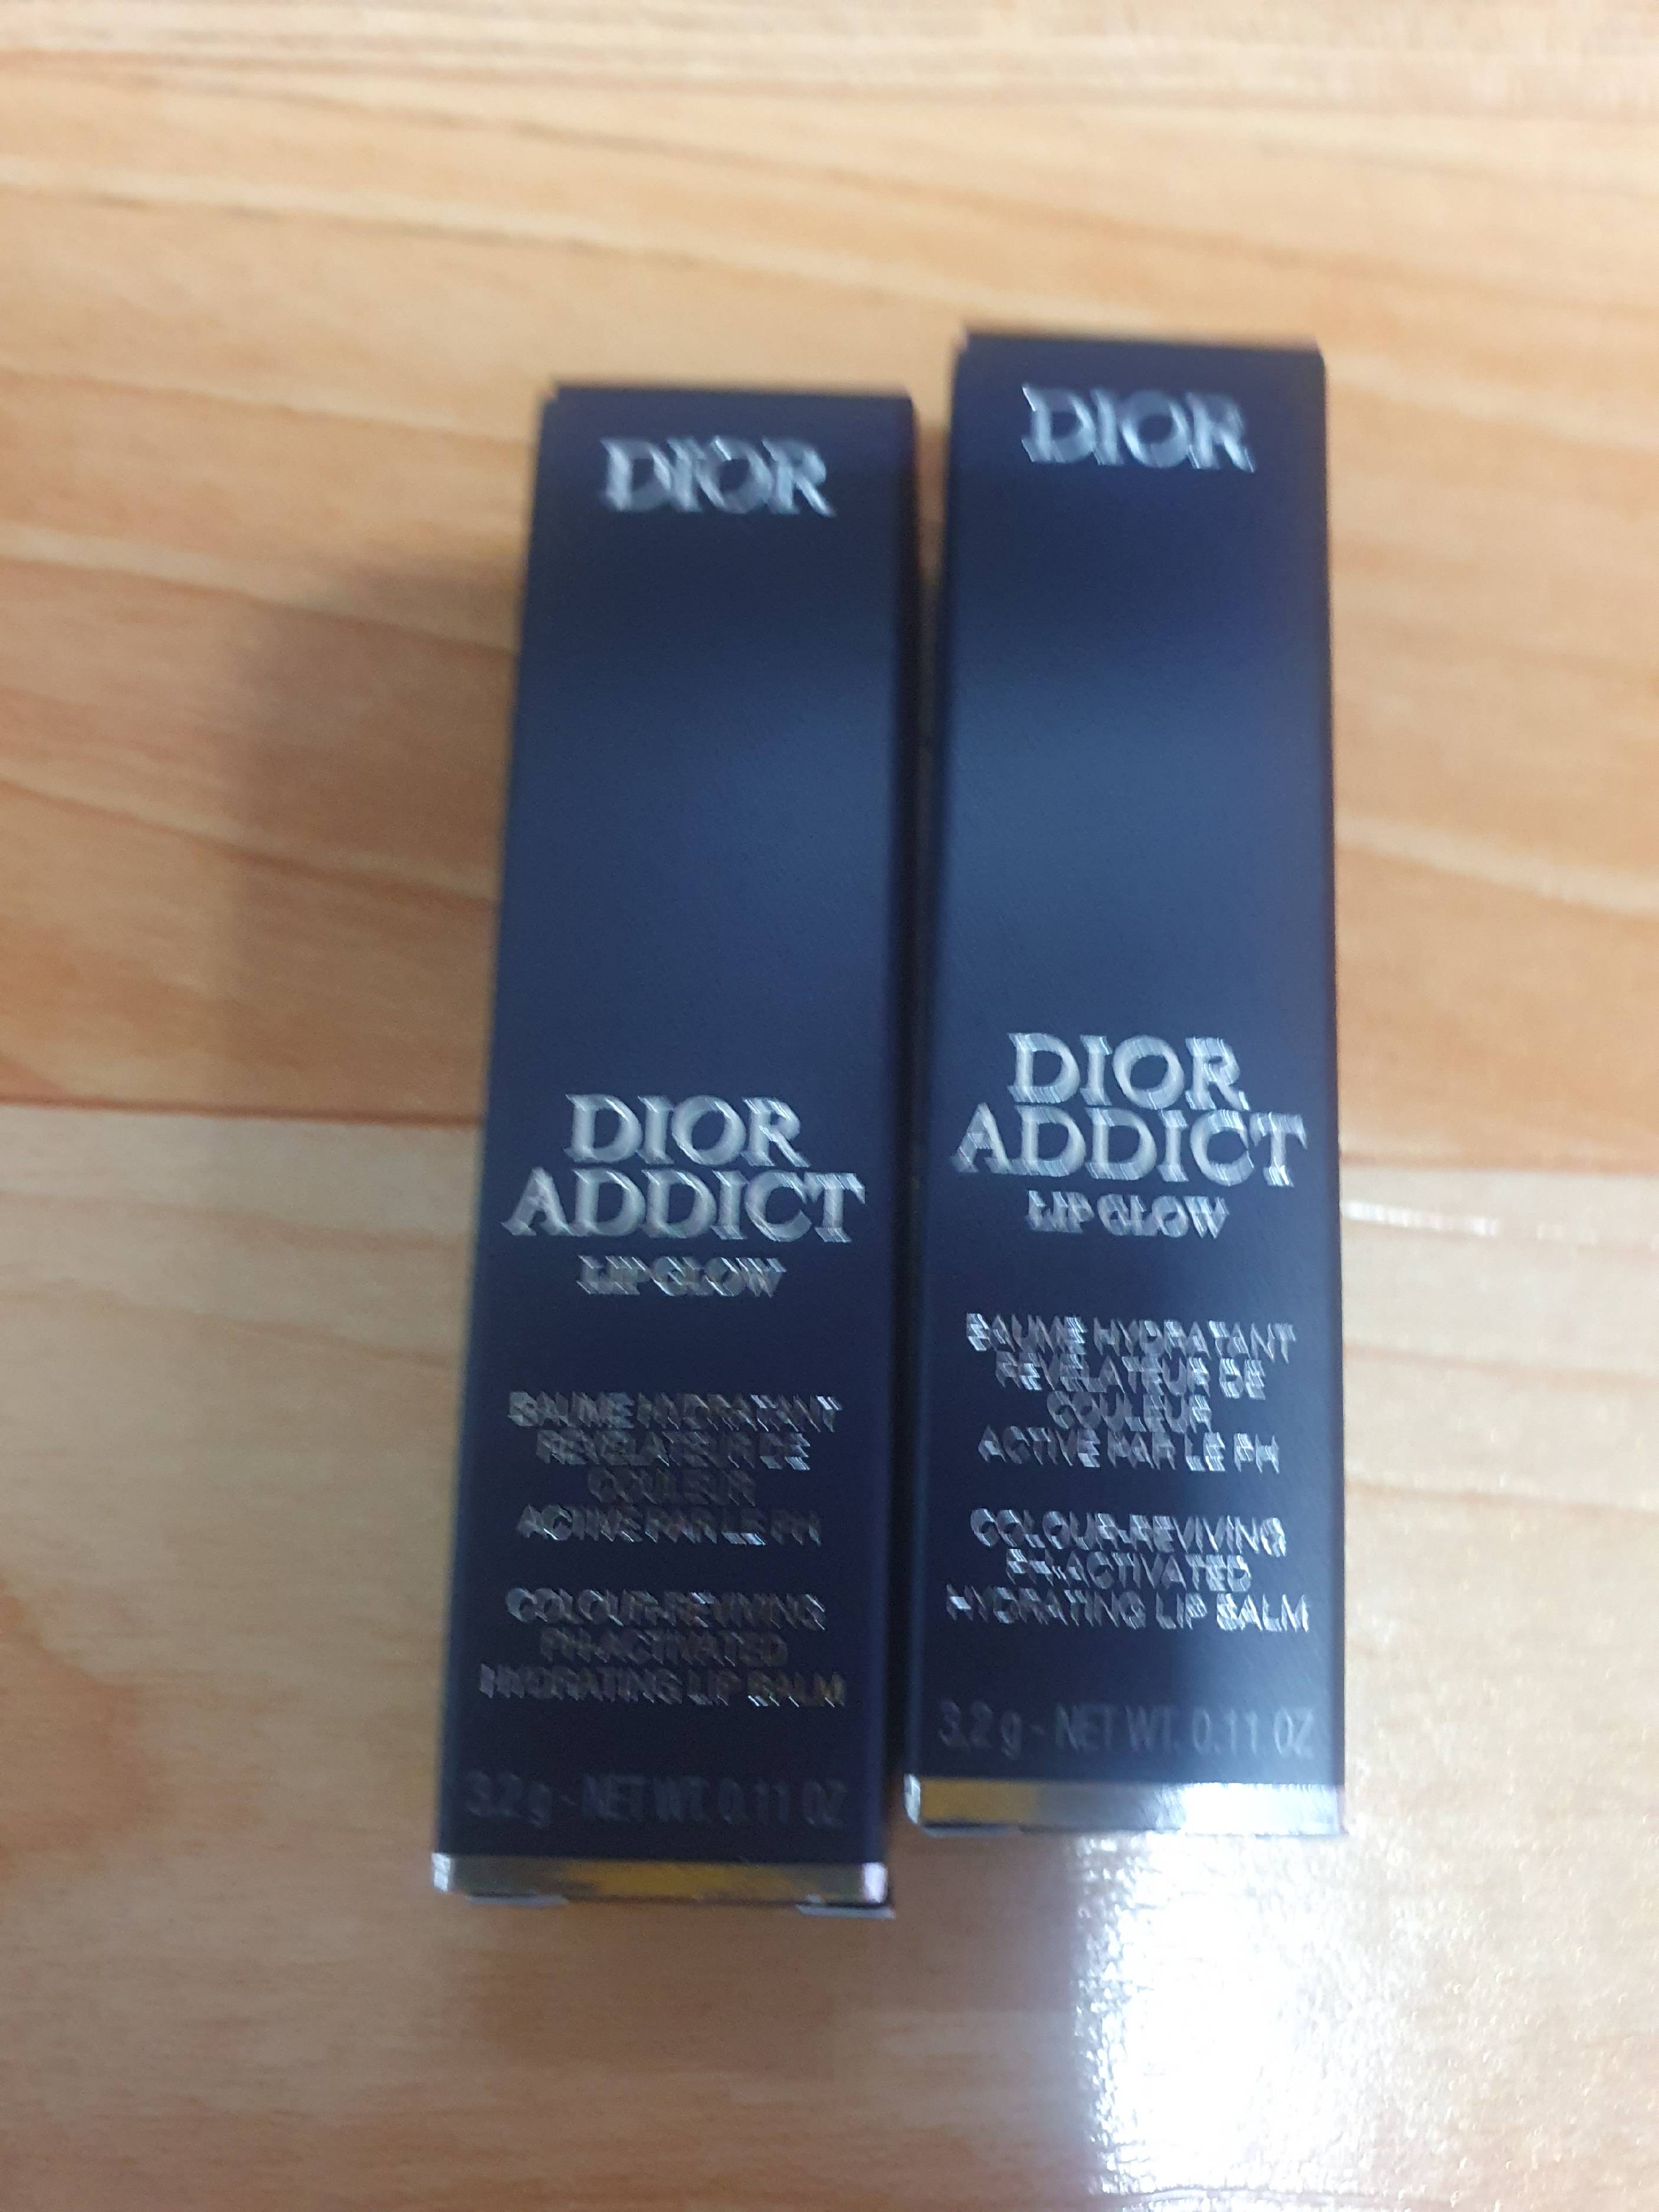 DIOR
DIOR
ADDICT
LIP GLOW
BAUME HYDRATANT
RÉVÉLATEUR DE
COULEUR
ACTIVÉ PAR LE PH
COLOUR-REVIVING
PH-ACTIVATED
HYDRATING LIP BALM
3,2 g - NET WT. 0.11 OZ
DIOR
DIOR
ADDICT
LIP GLOW
BAUME HYDRATANT
RÉVÉLATEUR DE
COULEUR
ACTIVÉ PAR LE PH
COLOUR-REVIVING
PH-ACTIVATED
HYDRATING LIP BALM
3,2 g - NET WT. 0.11 OZ